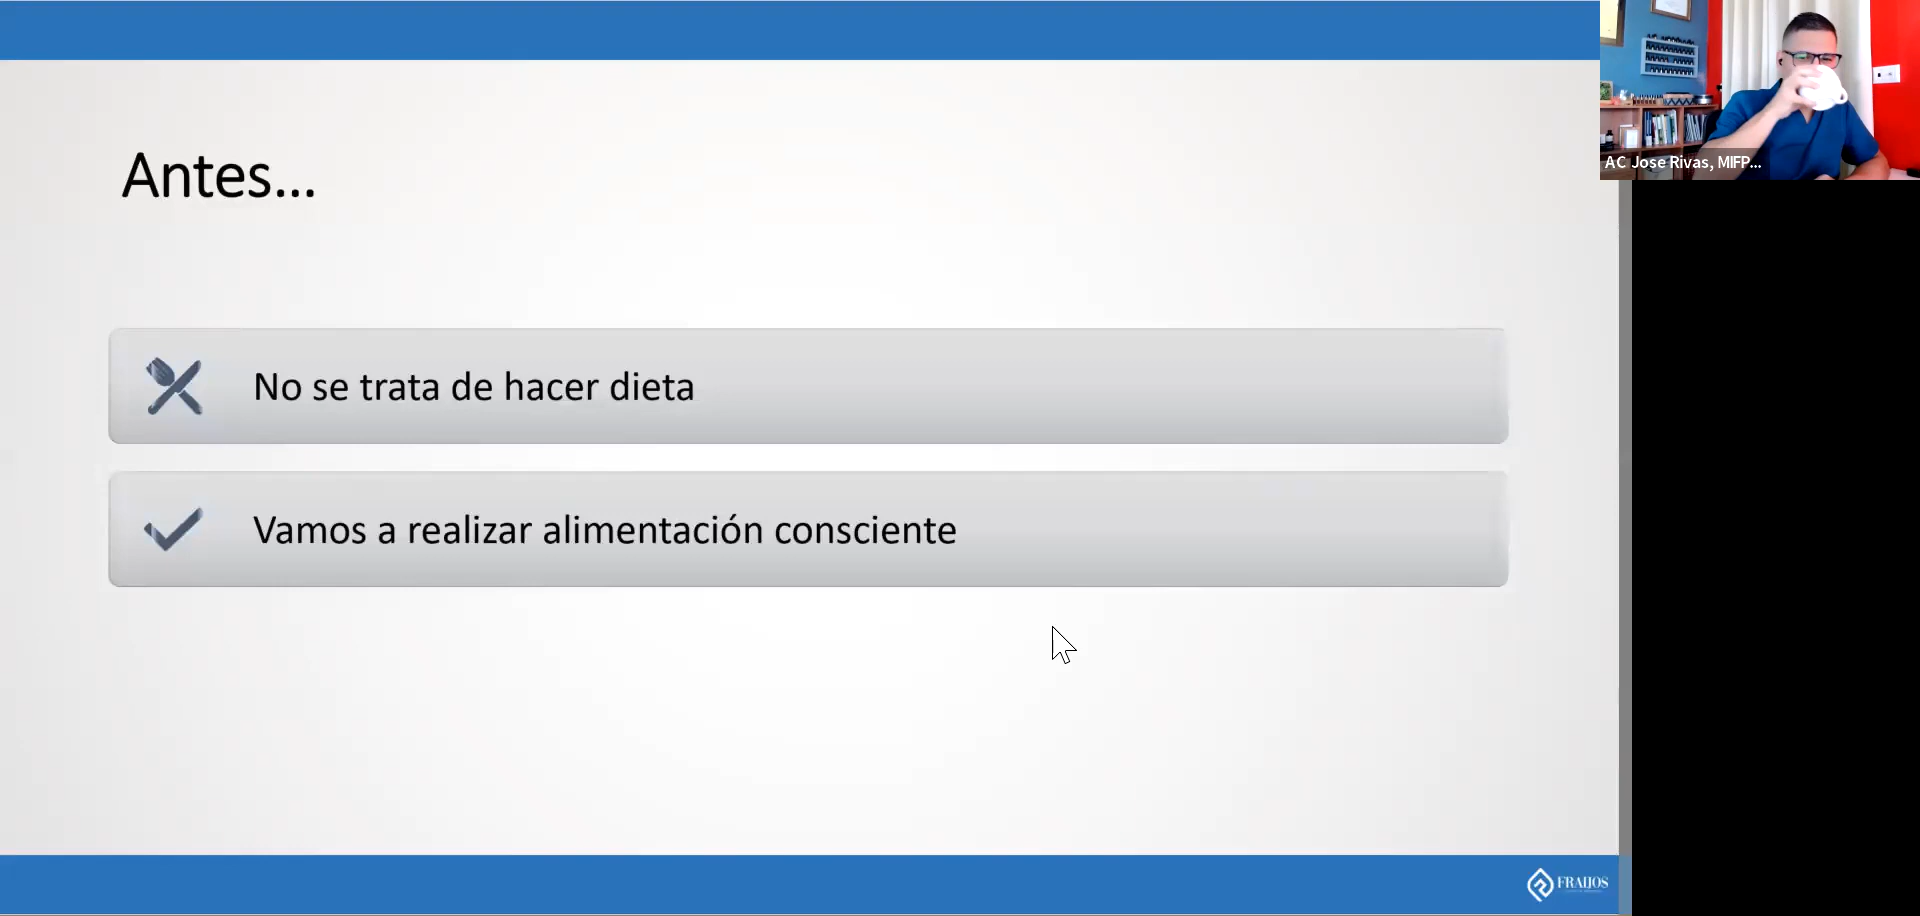 AC Jose Rivas, MIFP...
Antes...
No se trata de hacer dieta
Vamos a realizar alimentación consciente
FRAIJOS